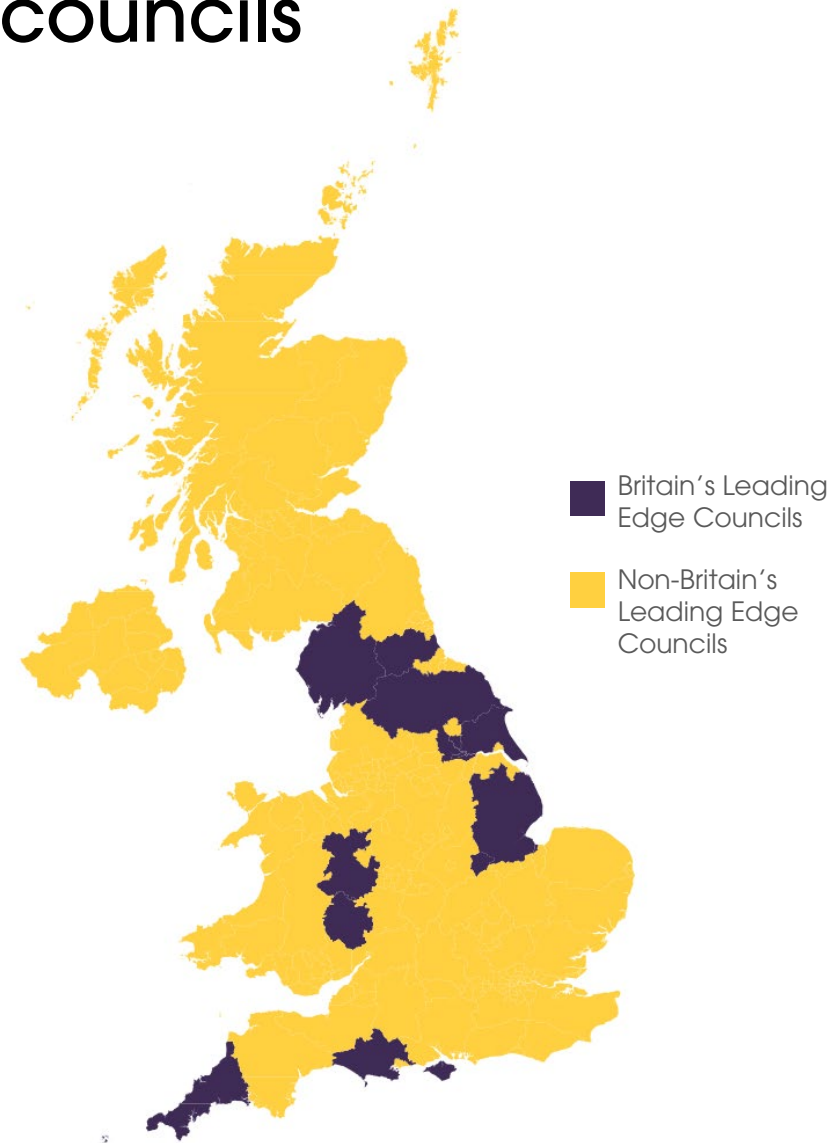 councils
Britain’s Leading
Edge Councils
Non-Britain’s
Leading Edge
Councils